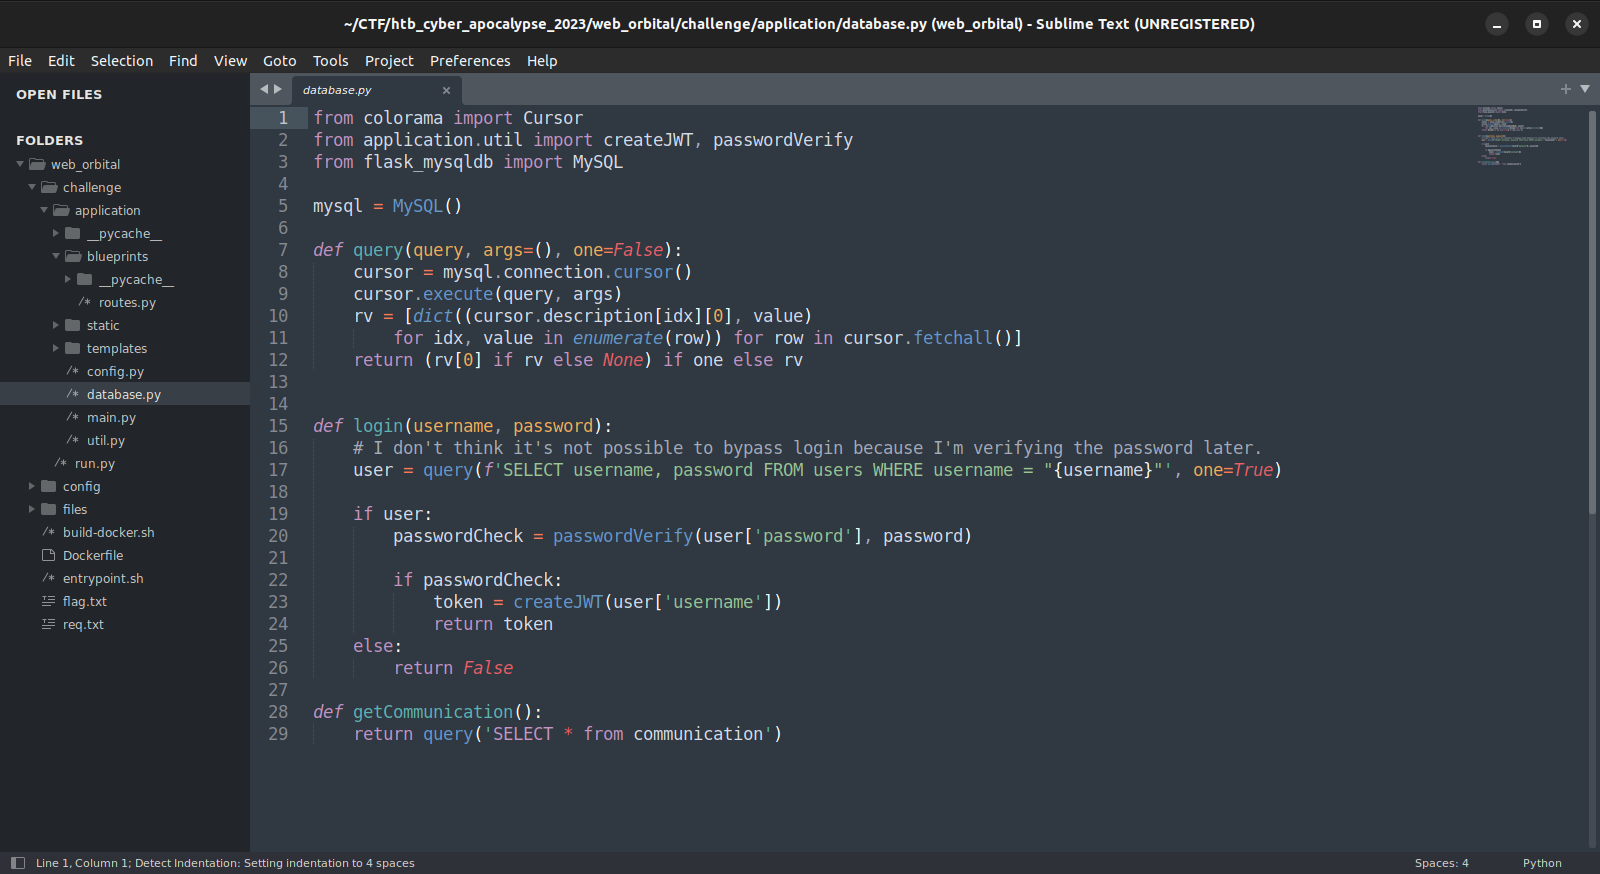 ~/CTF/htb_cyber_apocalypse_2023/web_orbital/challenge/application/database.py (web_orbital) - Sublime Text (UNREGISTERED)
File Edit Selection Find View Goto Tools Project Preferences Help
OPEN FILES
FOLDERS
web_orbital
challenge
application
__pycache__
blueprints
__pycache__
/* routes.py
static
templates
/* config.py
/* database.py
/* main.py
/* util.py
/* run.py
config
files
/* build-docker.sh
Dockerfile
/* entrypoint.sh
flag.txt
req.txt
database.py ×
1 from colorama import Cursor
2 from application.util import createJWT, passwordVerify
3 from flask_mysqldb import MySQL
4
5 mysql = MySQL()
6
7 def query(query, args=(), one=False):
8     cursor = mysql.connection.cursor()
9     cursor.execute(query, args)
10     rv = [dict((cursor.description[idx][0], value)
11         for idx, value in enumerate(row)) for row in cursor.fetchall()]
12     return (rv[0] if rv else None) if one else rv
13
14
15 def login(username, password):
16     # I don't think it's not possible to bypass login because I'm verifying the password later.
17     user = query(f'SELECT username, password FROM users WHERE username = "{username}"', one=True)
18
19     if user:
20         passwordCheck = passwordVerify(user['password'], password)
21
22         if passwordCheck:
23             token = createJWT(user['username'])
24             return token
25     else:
26         return False
27
28 def getCommunication():
29     return query('SELECT * from communication')
Line 1, Column 1; Detect Indentation: Setting indentation to 4 spaces
Spaces: 4
Python